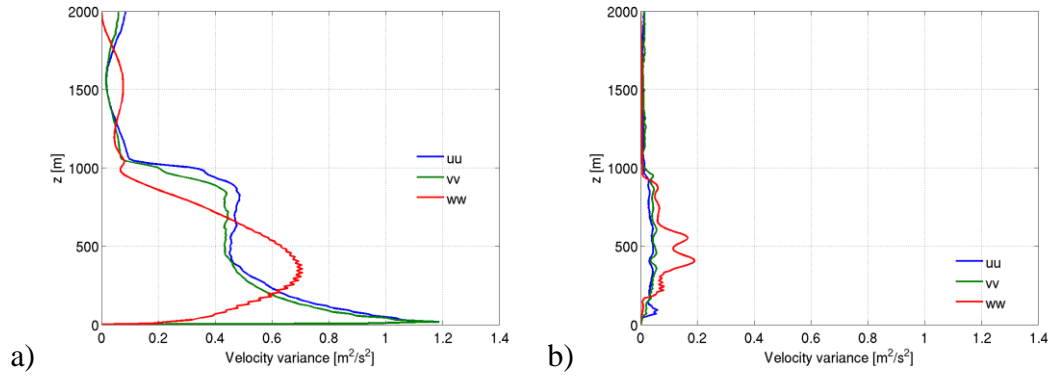 2000
1500
1000
500
0
z [m]
uu
vv
ww
0 0.2 0.4 0.6 0.8 1 1.2 1.4
Velocity variance [m²/s²]
a)
2000
1500
1000
500
0
z [m]
uu
vv
ww
0 0.2 0.4 0.6 0.8 1 1.2 1.4
Velocity variance [m²/s²]
b)